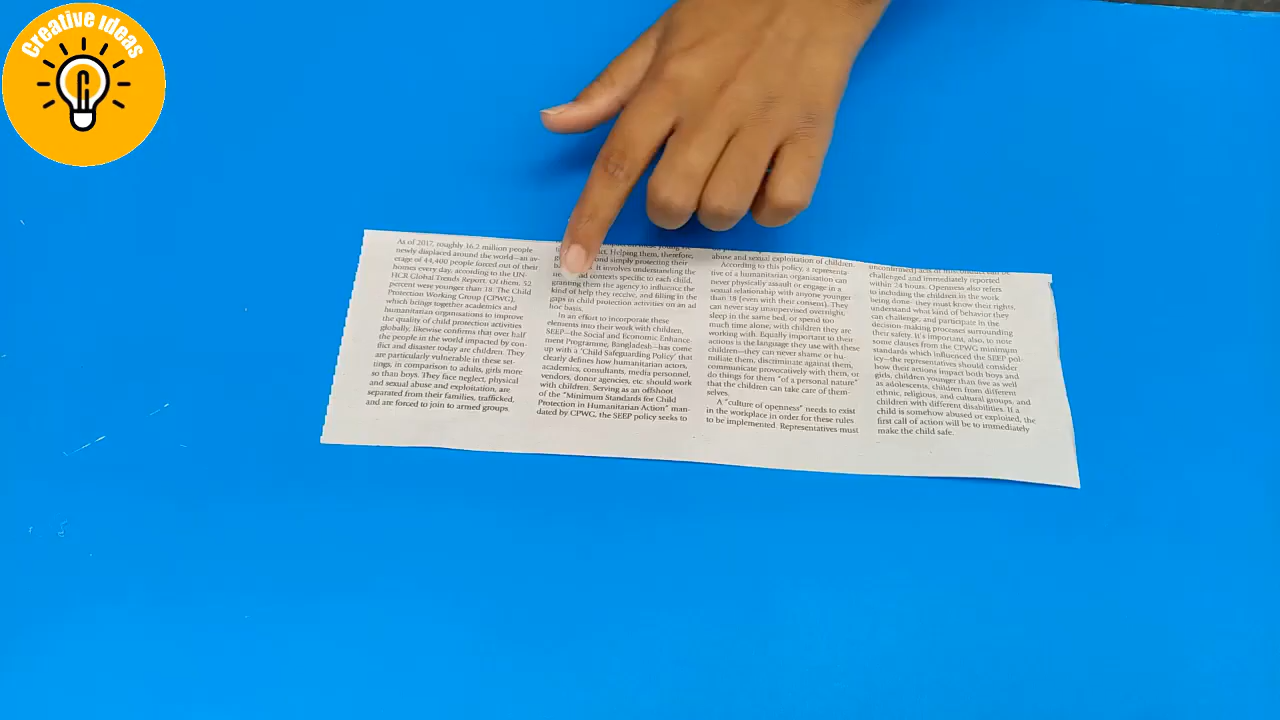 Creative Ideas
As of 2017, roughly 16.2 million people
newly displaced around the world—an av-
erage of 44,400 people forced out of their
homes every day, according to the UN-
HCR Global Trends Report. Of them, 52
percent were younger than 18. The Child
Protection Working Group (CPWG),
which brings together academics and
humanitarian organisations to improve
the quality of child protection activities
globally, likewise confirms that over half
the people in the world impacted by con-
flict and disaster today are children. They
are particularly vulnerable in these set-
tings, in comparison to adults, girls more
so than boys. They face neglect, physical
and sexual abuse and exploitation, are
separated from their families, trafficked,
and are forced to join to armed groups.
Helping them, therefore,
simply protecting their
It involves understanding the
contexts specific to each child,
granting them the agency to influence the
kind of help they receive, and filling in the
gaps in child protection activities on an ad
hoc basis.
In an effort to incorporate these
elements into their work with children,
SEEP—the Social and Economic Enhance-
ment Programme, Bangladesh—has come
up with a 'Child Safeguarding Policy' that
clearly defines how humanitarian actors,
academics, consultants, media personnel,
vendors, donor agencies, etc. should work
with children. Serving as an offshoot
of the "Minimum Standards for Child
Protection in Humanitarian Action" man-
dated by CPWG, the SEEP policy seeks to
abuse and sexual exploitation of children.
According to this policy, a representa-
tive of a humanitarian organisation can
never physically assault or engage in a
sexual relationship with anyone younger
than 18 (even with their consent). They
can never stay unsupervised overnight,
sleep in the same bed, or spend too
much time alone, with children they are
working with. Equally important to their
actions is the language they use with these
children—they can never shame or hu-
miliate them, discriminate against them,
communicate provocatively with them, or
do things for them "of a personal nature"
that the children can take care of them-
selves.
A "culture of openness" needs to exist
in the workplace in order for these rules
to be implemented. Representatives must
challenged and immediately reported
within 24 hours. Openness also refers
to including the children in the work
being done—they must know their rights,
understand what kind of behavior they
can challenge, and participate in the
decision-making processes surrounding
their safety. It's important, also, to note
some clauses from the CPWG minimum
standards which influenced the SEEP pol-
icy—the representatives should consider
how their actions impact both boys and
girls, children younger than five as well
as adolescents, children from different
ethnic, religious, and cultural groups, and
children with different disabilities. If a
child is somehow abused or exploited, the
first call of action will be to immediately
make the child safe.